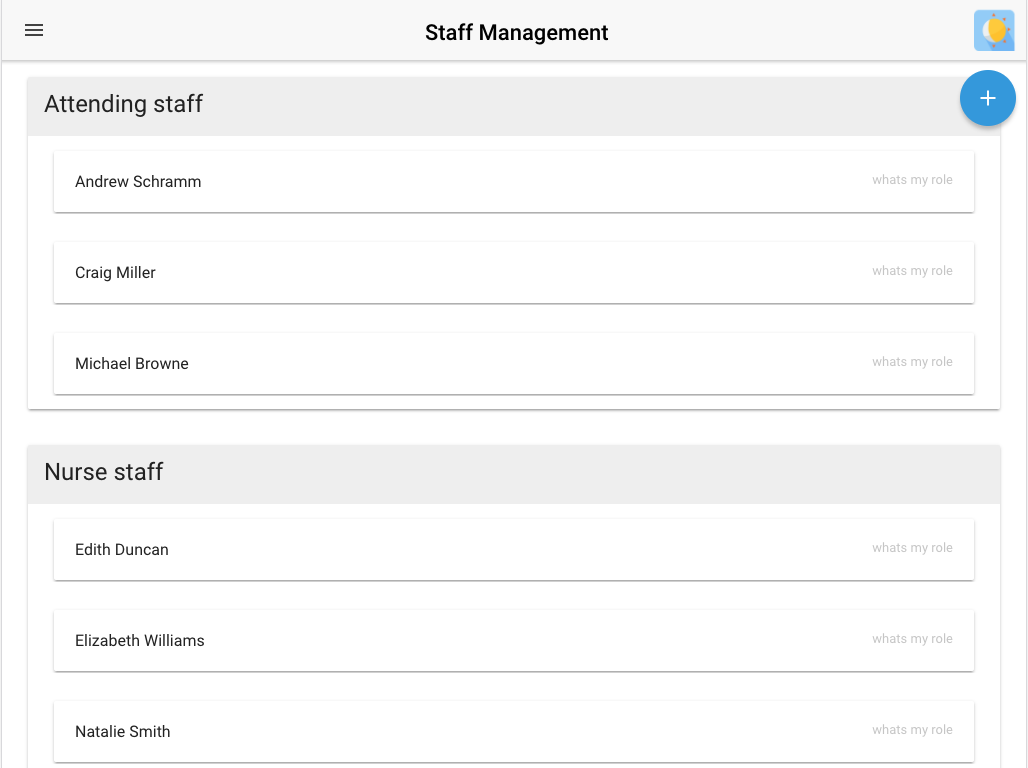 Staff Management
Attending staff
Andrew Schramm whats my role
Craig Miller whats my role
Michael Browne whats my role
Nurse staff
Edith Duncan whats my role
Elizabeth Williams whats my role
Natalie Smith whats my role